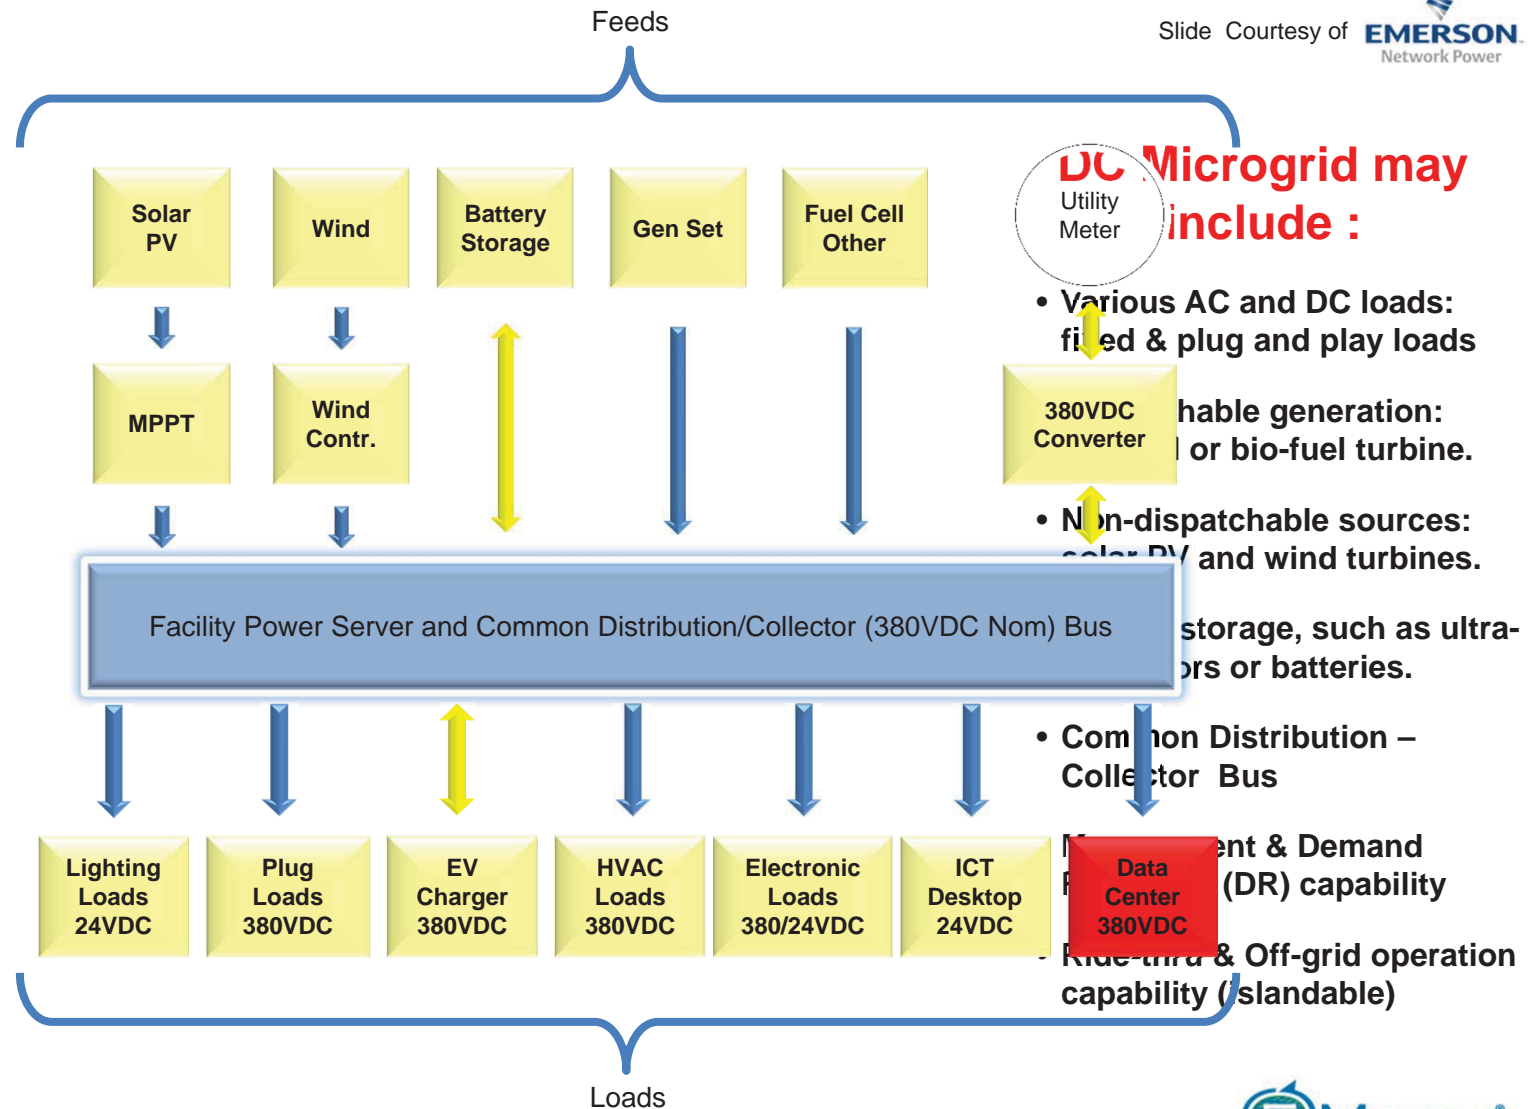 Feeds
Slide Courtesy of EMERSON
Network Power
DC Microgrid may
include :
Solar
PV
Wind
Battery
Storage
Gen Set
Fuel Cell
Other
Utility
Meter
MPPT
Wind
Contr.
380VDC
Converter
Facility Power Server and Common Distribution/Collector (380VDC Nom) Bus
• Various AC and DC loads:
& plug and play loads
generation:
or bio-fuel turbine.
• Non-dispatchable sources:
solar PV and wind turbines.
storage, such as ultra-
or batteries.
• Common Distribution –
Collector Bus
& Demand
(DR) capability
• Ride-thru & Off-grid operation
capability (islandable)
Lighting
Loads
24VDC
Plug
Loads
380VDC
EV
Charger
380VDC
HVAC
Loads
380VDC
Electronic
Loads
380/24VDC
ICT
Desktop
24VDC
Data
Center
380VDC
Loads